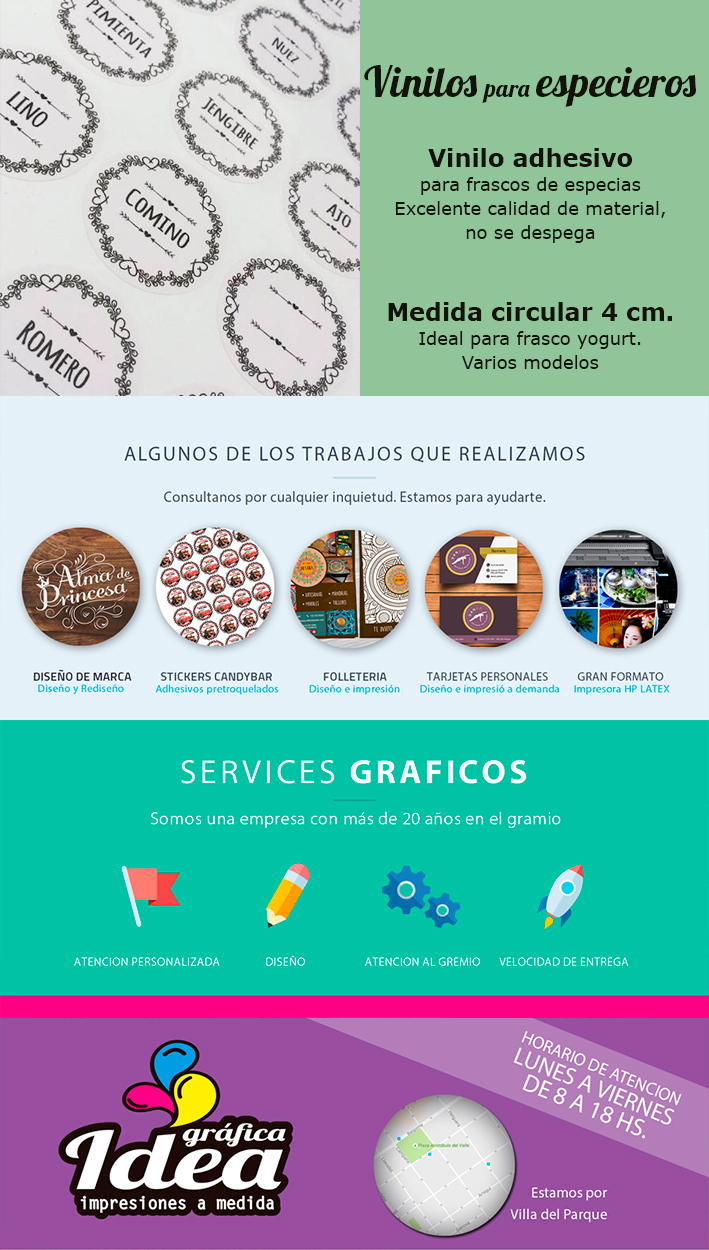 PIMIENTA
NUEZ
LINO
JENGIBRE
COMINO
AJO
ROMERO
Vinilos para especieros
Vinilo adhesivo
para frascos de especias
Excelente calidad de material,
no se despega
Medida circular 4 cm.
Ideal para frasco yogurt.
Varios modelos
ALGUNOS DE LOS TRABAJOS QUE REALIZAMOS
Consultanos por cualquier inquietud. Estamos para ayudarte.
Alma de
Princesa
DISEÑO DE MARCA
Diseño y Rediseño
STICKERS CANDYBAR
Adhesivos pretroquelados
FOLLETERIA
Diseño e impresión
TARJETAS PERSONALES
Diseño e impresió a demanda
GRAN FORMATO
Impresora HP LATEX
SERVICES GRAFICOS
Somos una empresa con más de 20 años en el gramio
ATENCION PERSONALIZADA
DISEÑO
ATENCION AL GREMIO
VELOCIDAD DE ENTREGA
HORARIO DE ATENCION
LUNES A VIERNES
DE 8 A 18 HS.
gráfica
Idea
impresiones a medida
Estamos por
Villa del Parque